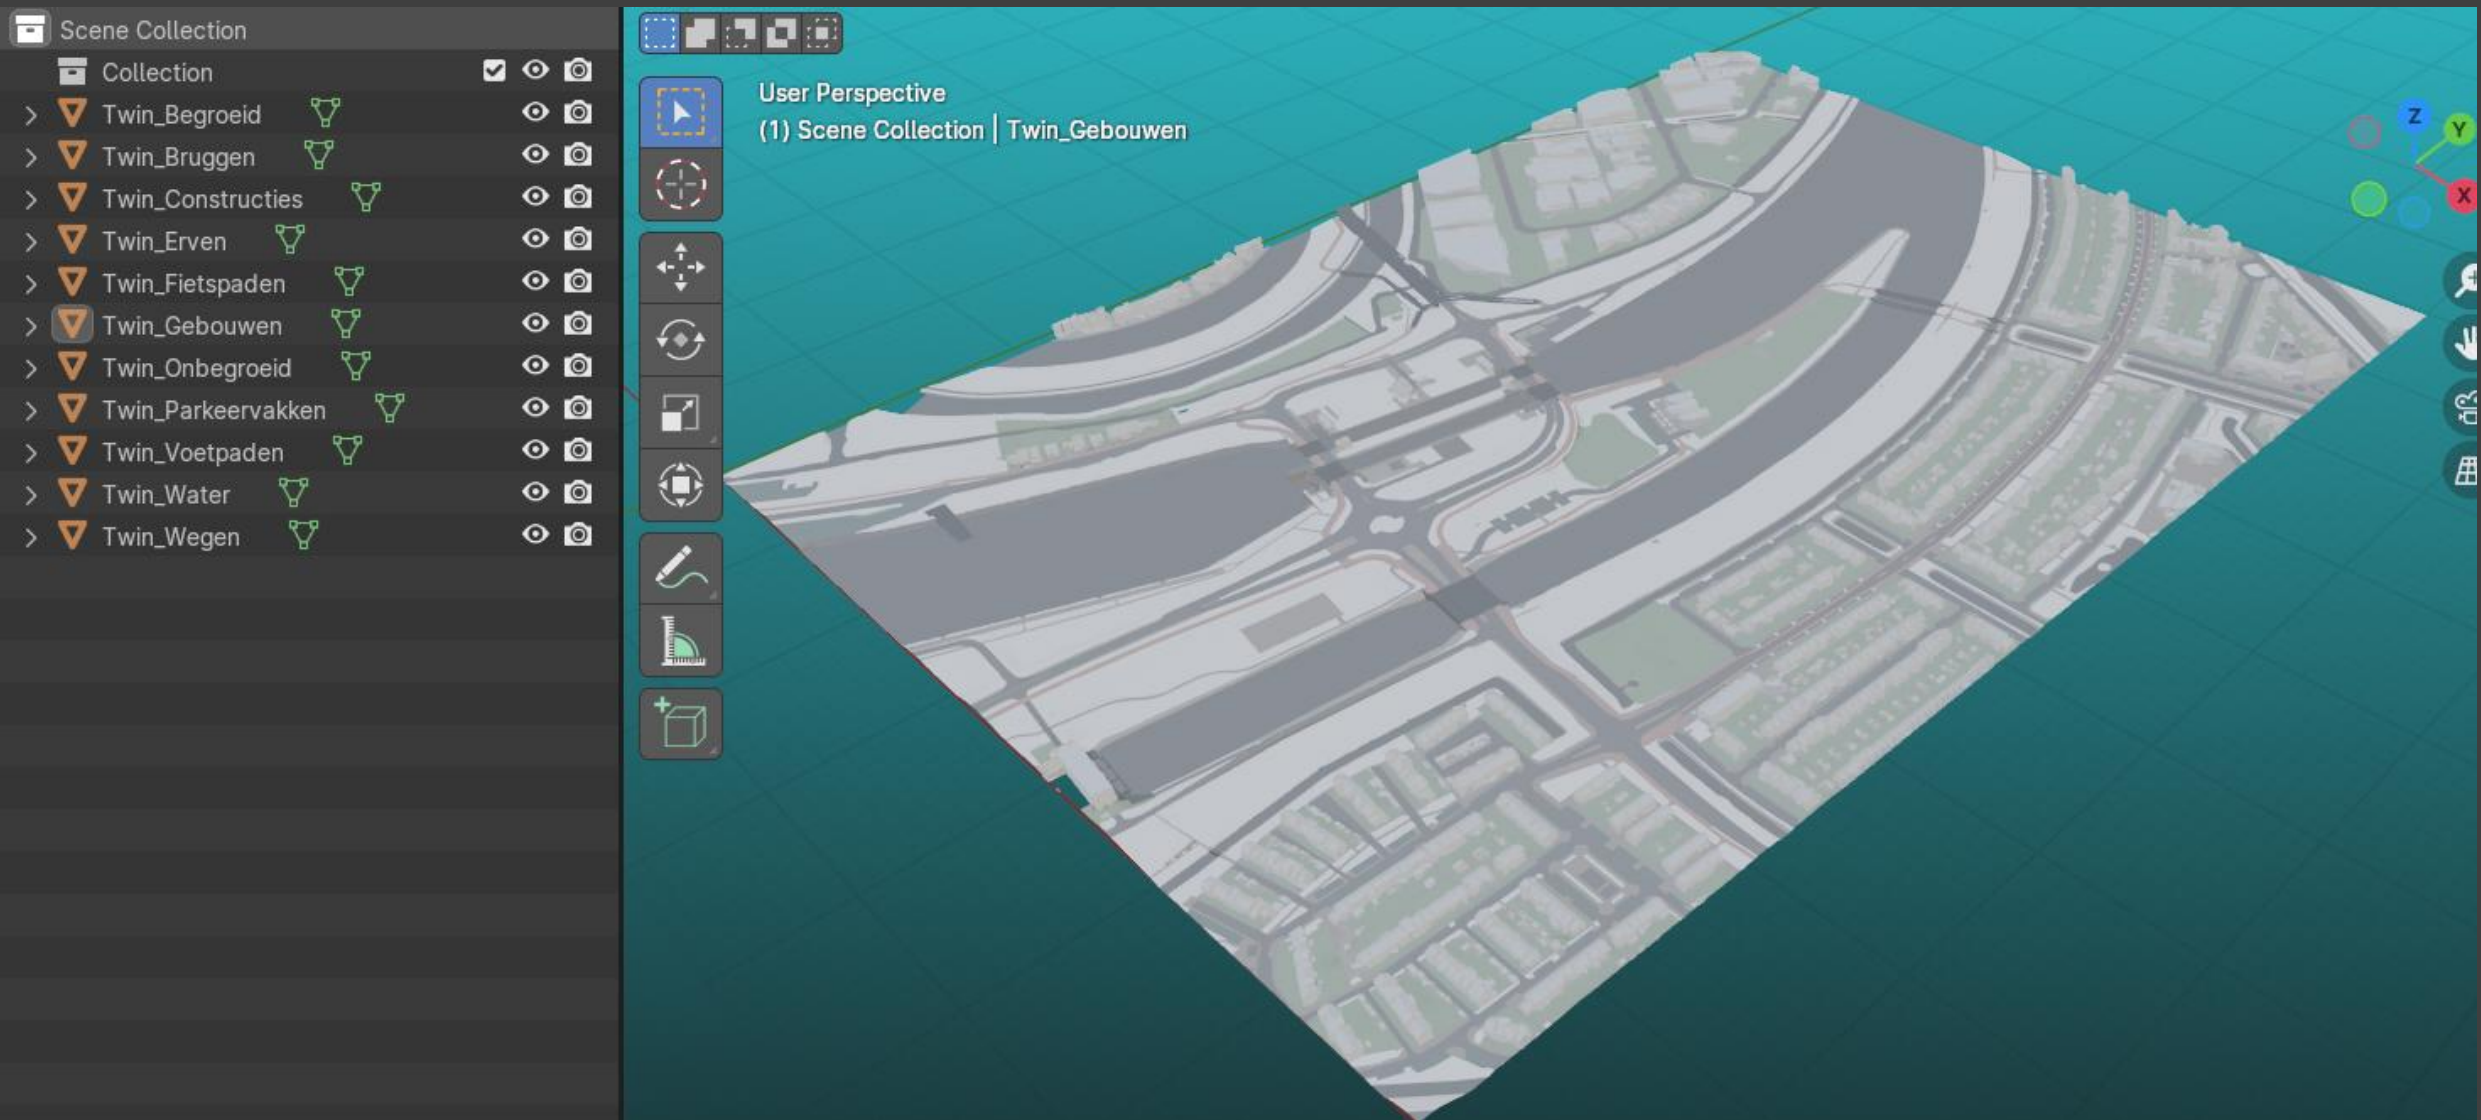 Scene Collection
Collection
Twin_Begroeid
Twin_Bruggen
Twin_Constructies
Twin_Erven
Twin_Fietspaden
Twin_Gebouwen
Twin_Onbegroeid
Twin_Parkeervakken
Twin_Voetpaden
Twin_Water
Twin_Wegen
User Perspective
(1) Scene Collection | Twin_Gebouwen
Z
Y
X